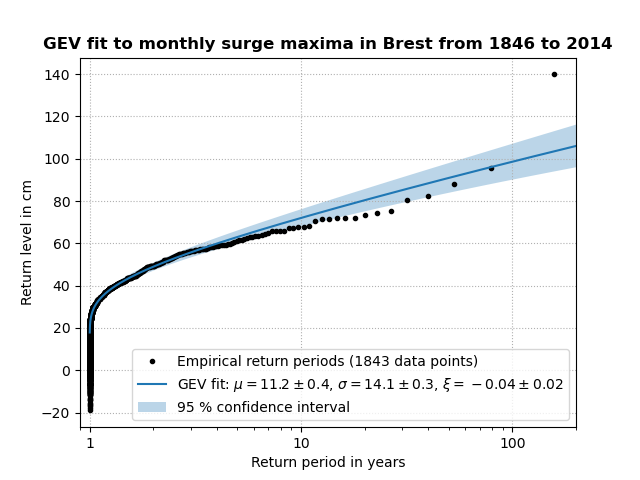 GEV fit to monthly surge maxima in Brest from 1846 to 2014
Return level in cm
140
120
100
80
60
40
20
0
−20
Empirical return periods (1843 data points)
GEV fit: μ = 11.2 ± 0.4, σ = 14.1 ± 0.3, ξ = −0.04 ± 0.02
95 % confidence interval
1 10 100
Return period in years